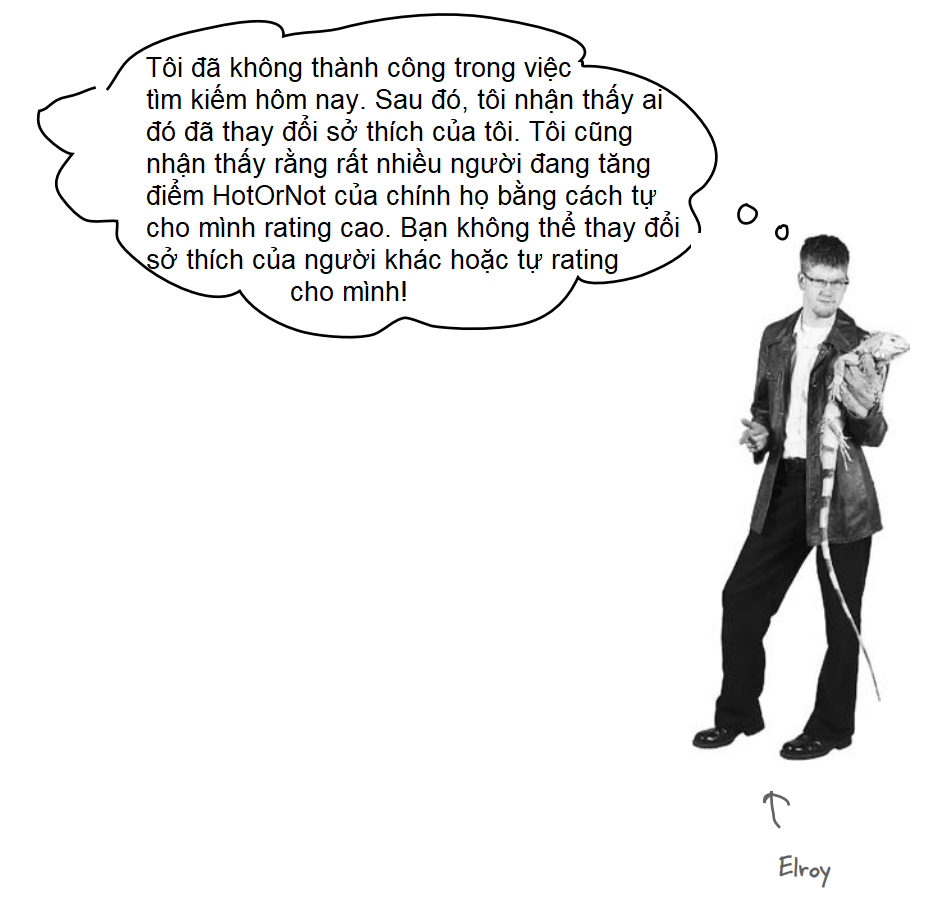 Tôi đã không thành công trong việc
tìm kiếm hôm nay. Sau đó, tôi nhận thấy ai
đó đã thay đổi sở thích của tôi. Tôi cũng
nhận thấy rằng rất nhiều người đang tăng
điểm HotOrNot của chính họ bằng cách tự
cho mình rating cao. Bạn không thể thay đổi
sở thích của người khác hoặc tự rating
cho mình!
Elroy